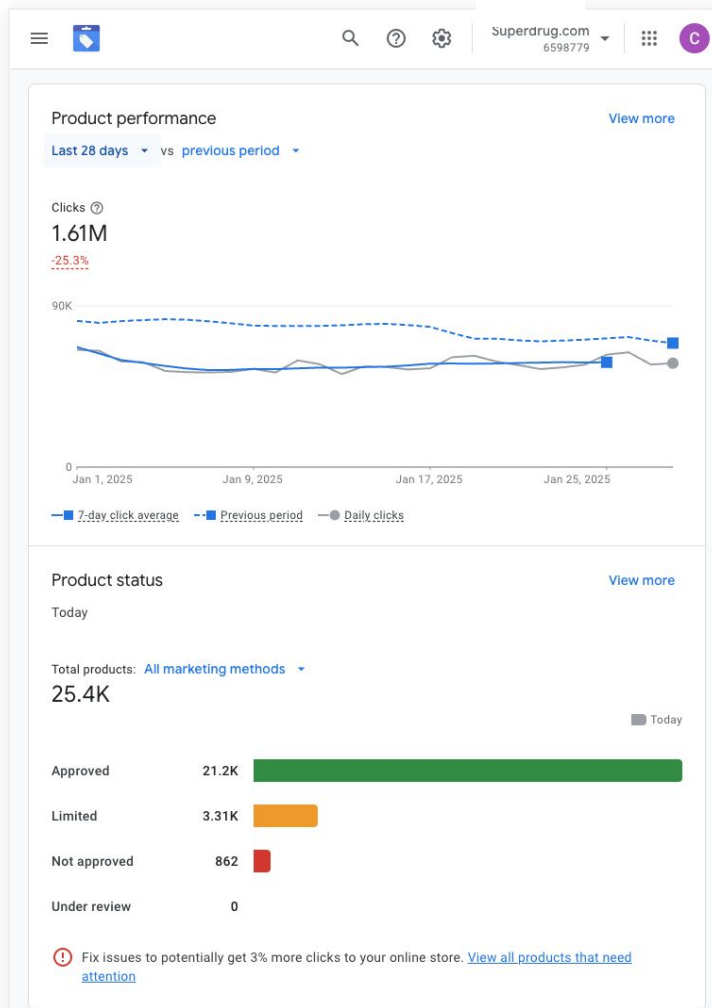 Superdrug.com
6598779
C
Product performance
View more
Last 28 days vs previous period
Clicks ?
1.61M
-25.3%
90K
0
Jan 1, 2025 Jan 9, 2025 Jan 17, 2025 Jan 25, 2025
7-day click average Previous period Daily clicks
Product status
View more
Today
Total products: All marketing methods
25.4K
Today
Approved 21.2K
Limited 3.31K
Not approved 862
Under review 0
Fix issues to potentially get 3% more clicks to your online store. View all products that need
attention